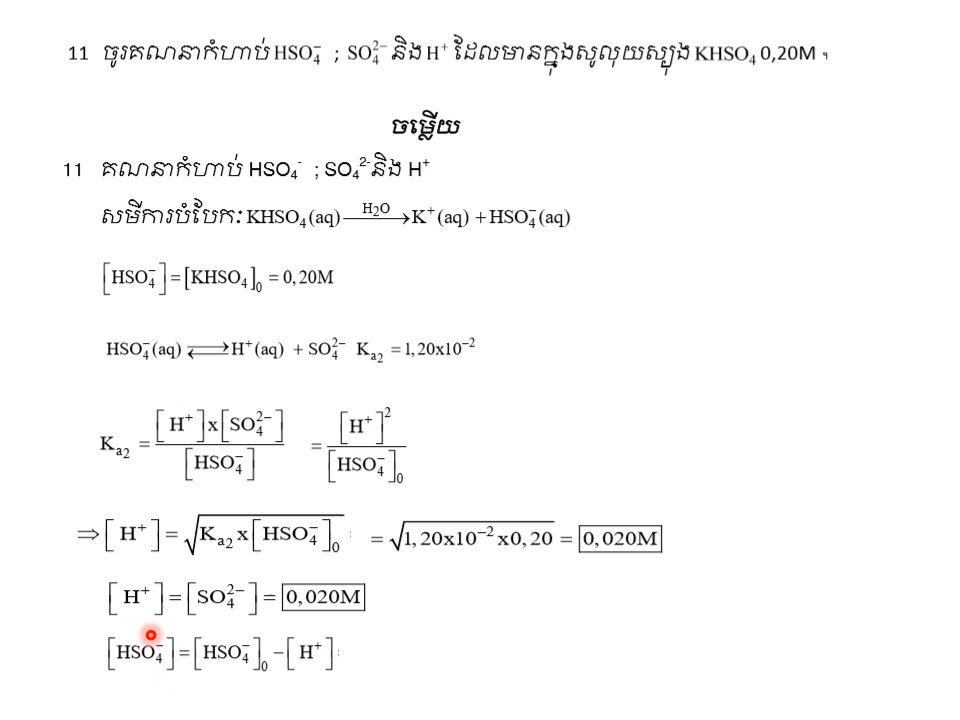 11 ចូរគណនាកំហាប់ HSO₄⁻ ; SO₄²⁻ និង H⁺ ដែលមានក្នុងសូលុយស្យុង KHSO₄ 0,20M ។
ចម្លើយ
11 គណនាកំហាប់ HSO₄⁻ ; SO₄²⁻ និង H⁺
សមីការបំបែក: KHSO₄(aq) —H₂O→ K⁺(aq) + HSO₄⁻(aq)
[HSO₄⁻] = [KHSO₄]₀ = 0,20M
HSO₄⁻(aq) ⇌ H⁺(aq) + SO₄²⁻ Kₐ₂ = 1,20x10⁻²
Kₐ₂ = [H⁺]x[SO₄²⁻] / [HSO₄⁻] = [H⁺]² / [HSO₄⁻]₀
⇒ [H⁺] = √(Kₐ₂ x [HSO₄⁻]₀) = √(1,20x10⁻² x0,20) = 0,020M
[H⁺] = [SO₄²⁻] = 0,020M
[HSO₄⁻] = [HSO₄⁻]₀ − [H⁺]